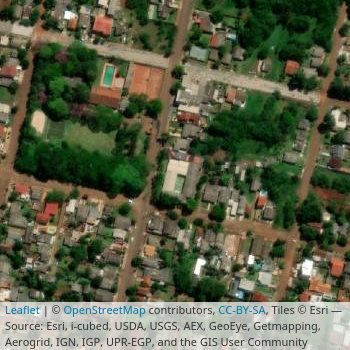 Leaflet | © OpenStreetMap contributors, CC-BY-SA, Tiles © Esri —
Source: Esri, i-cubed, USDA, USGS, AEX, GeoEye, Getmapping,
Aerogrid, IGN, IGP, UPR-EGP, and the GIS User Community